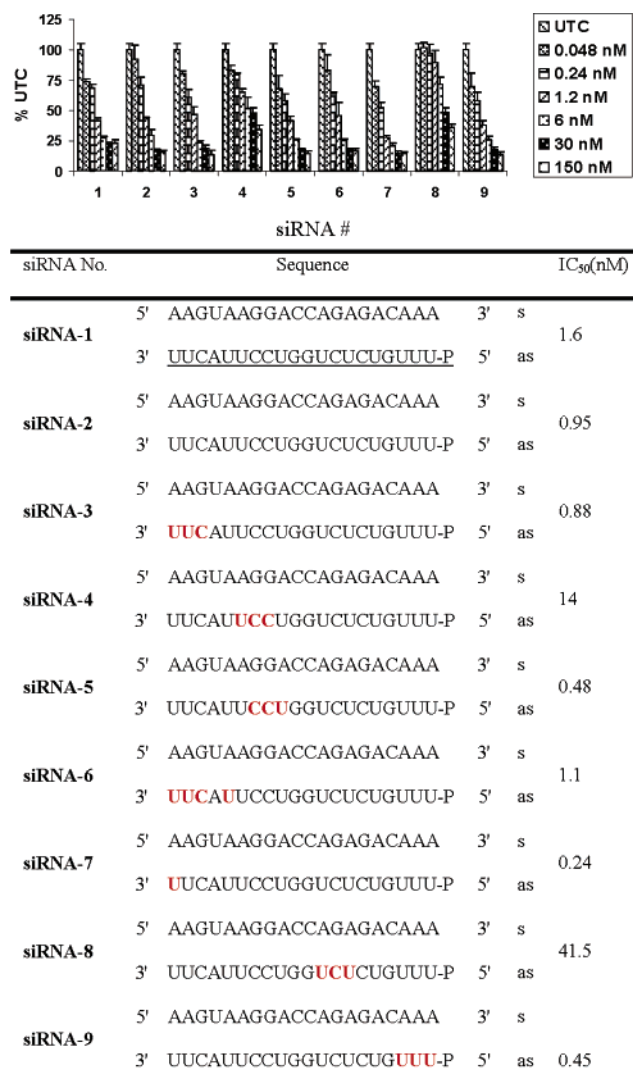 125
100
75
50
25
0
% UTC
1 2 3 4 5 6 7 8 9
siRNA #
UTC
0.048 nM
0.24 nM
1.2 nM
6 nM
30 nM
150 nM
siRNA No. Sequence IC50(nM)
5' AAGUAAGGACCAGAGACAAA 3' s
siRNA-1 1.6
3' UUCAUUCCUGGUCUCUGUUU-P 5' as
5' AAGUAAGGACCAGAGACAAA 3' s
siRNA-2 0.95
3' UUCAUUCCUGGUCUCUGUUU-P 5' as
5' AAGUAAGGACCAGAGACAAA 3' s
siRNA-3 0.88
3' UUCAUUCCUGGUCUCUGUUU-P 5' as
5' AAGUAAGGACCAGAGACAAA 3' s
siRNA-4 14
3' UUCAUUCCUGGUCUCUGUUU-P 5' as
5' AAGUAAGGACCAGAGACAAA 3' s
siRNA-5 0.48
3' UUCAUUCCUGGUCUCUGUUU-P 5' as
5' AAGUAAGGACCAGAGACAAA 3' s
siRNA-6 1.1
3' UUCAUUCCUGGUCUCUGUUU-P 5' as
5' AAGUAAGGACCAGAGACAAA 3' s
siRNA-7 0.24
3' UUCAUUCCUGGUCUCUGUUU-P 5' as
5' AAGUAAGGACCAGAGACAAA 3' s
siRNA-8 41.5
3' UUCAUUCCUGGUCUCUGUUU-P 5' as
5' AAGUAAGGACCAGAGACAAA 3' s
siRNA-9
3' UUCAUUCCUGGUCUCUGUUU-P 5' as 0.45